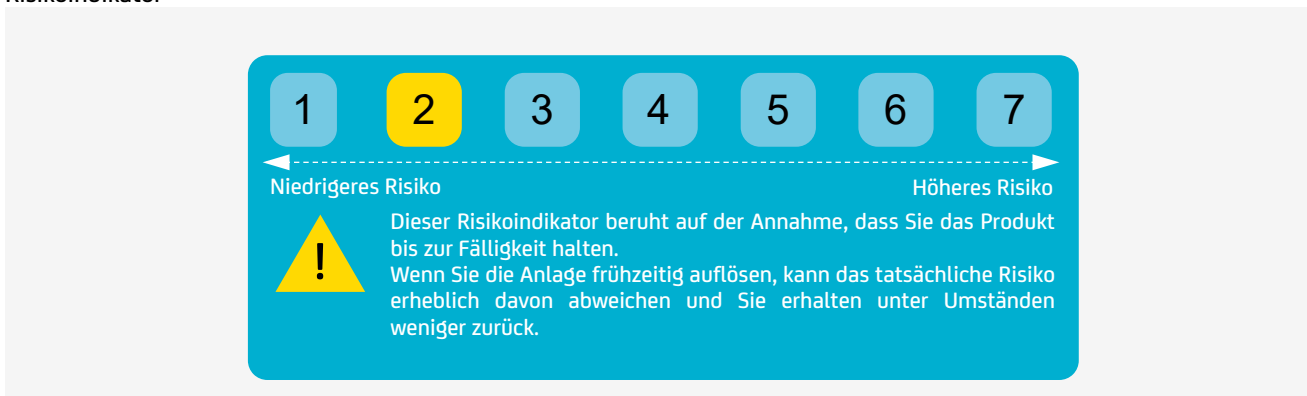 Risikoindikator
1 2 3 4 5 6 7
Niedrigeres Risiko Höheres Risiko
! Dieser Risikoindikator beruht auf der Annahme, dass Sie das Produkt
bis zur Fälligkeit halten.
Wenn Sie die Anlage frühzeitig auflösen, kann das tatsächliche Risiko
erheblich davon abweichen und Sie erhalten unter Umständen
weniger zurück.